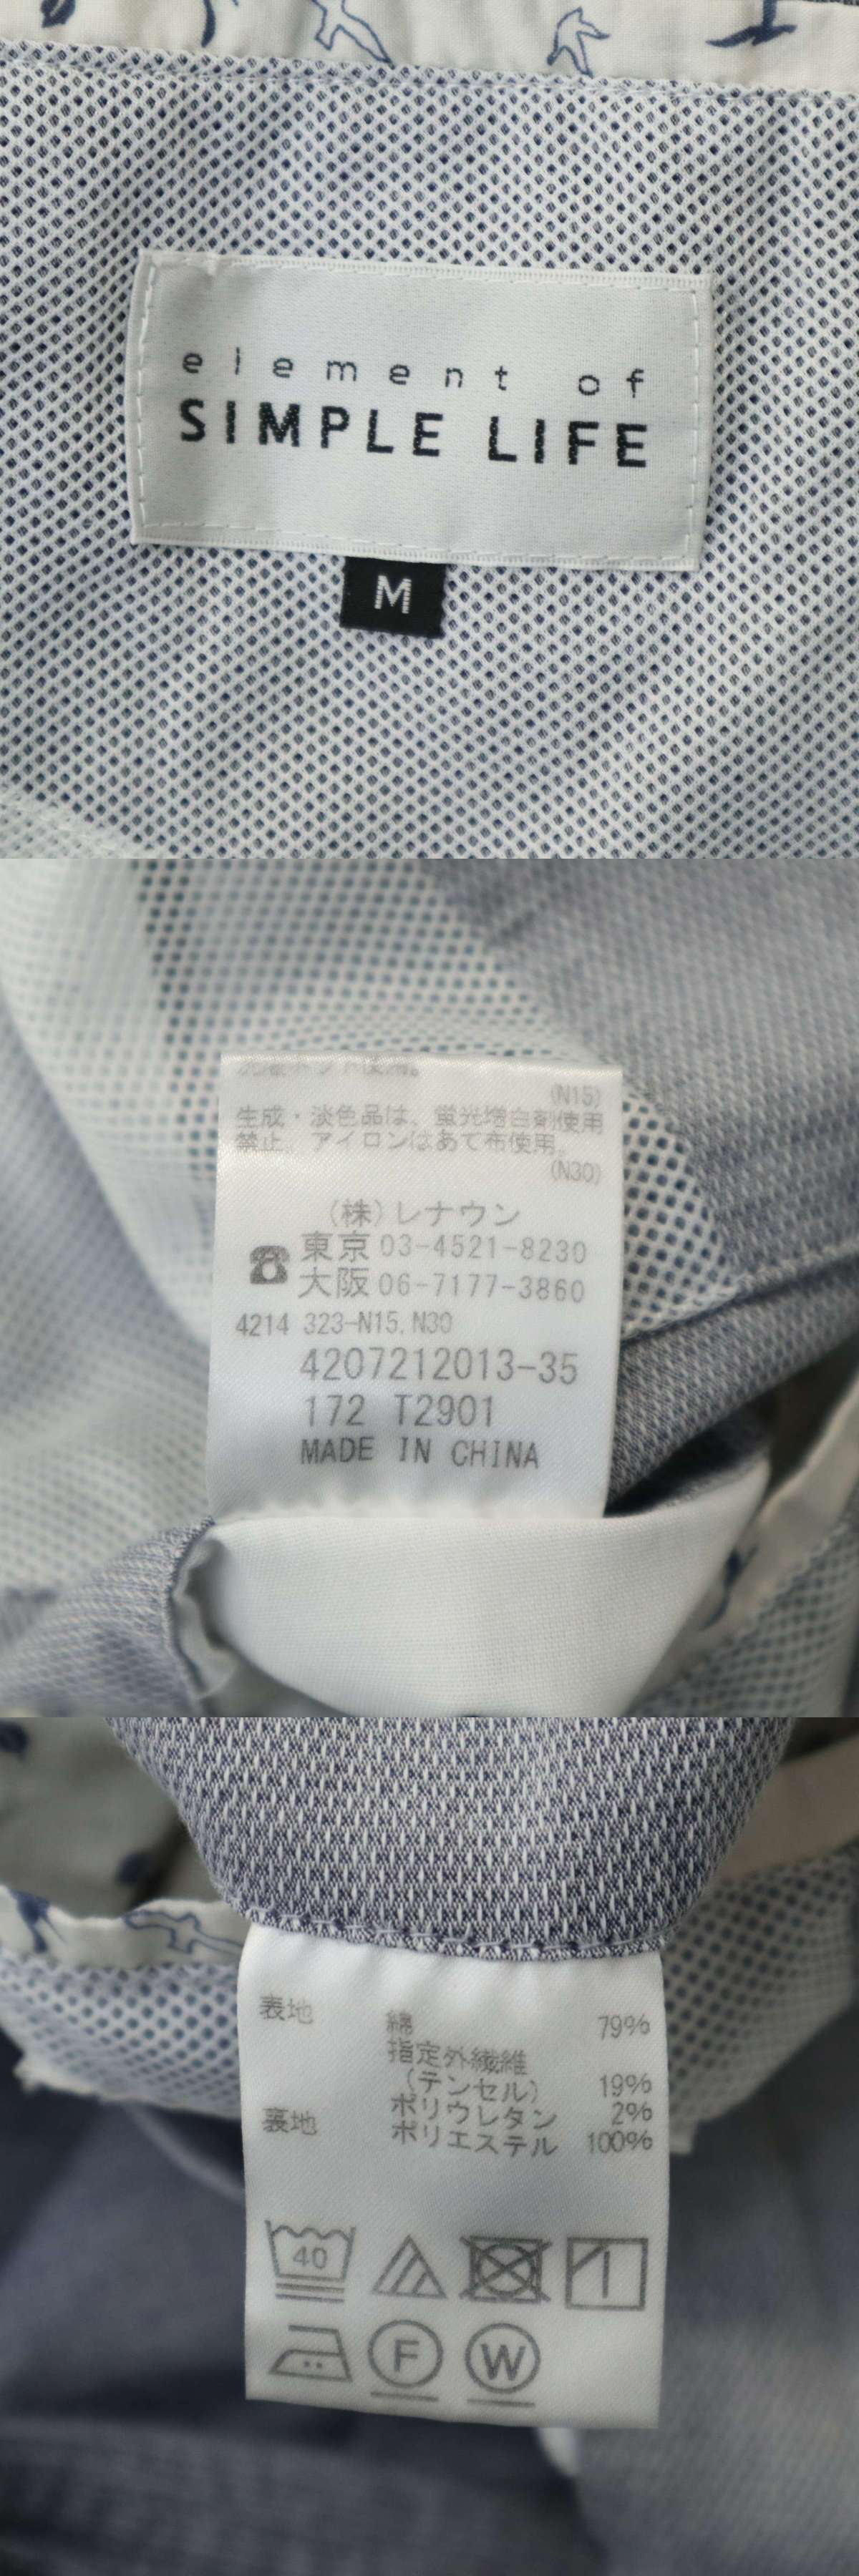 element of
SIMPLE LIFE
M
(N15)
生成・淡色品は、蛍光増白剤使用
禁止。アイロンはあて布使用。
(N30)
(株)レナウン
☎東京 03-4521-8230
大阪 06-7177-3860
4214 323-N15,N30
4207212013-35
172 T2901
MADE IN CHINA
表地 綿 79%
指定外繊維
(テンセル) 19%
ポリウレタン 2%
裏地 ポリエステル 100%
40
F W